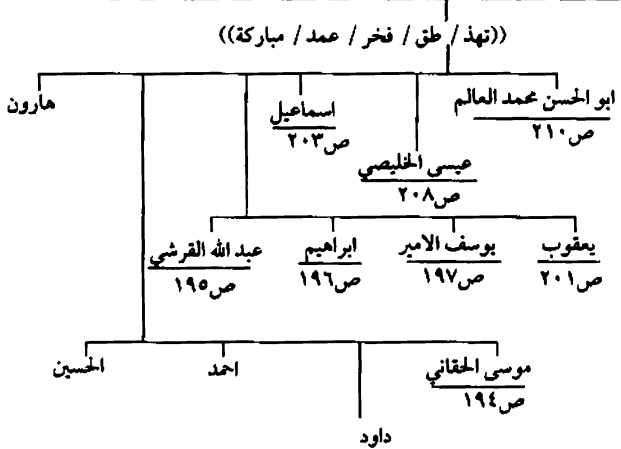 ((تهذ / طق / فخر / عمد / مباركة))
ابو الحسن محمد العالم
ص٢١٠
عيسى الخليصي
ص٢٠٨
اسماعيل
ص٢٠٣
هارون
يعقوب
ص٢٠١
يوسف الامير
ص١٩٧
ابراهيم
ص١٩٦
عبد الله القرشي
ص١٩٥
موسى الحقاني
ص١٩٤
داود
احمد
الحسين